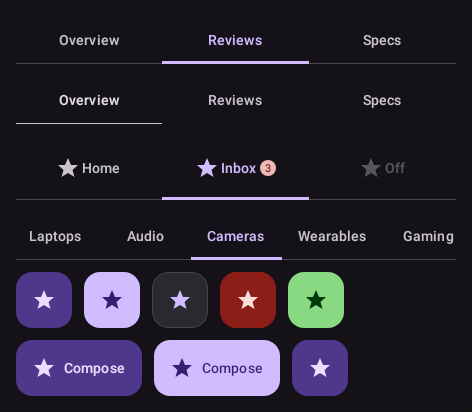 Overview Reviews Specs
Overview Reviews Specs
Home Inbox 3 Off
Laptops Audio Cameras Wearables Gaming
Compose Compose